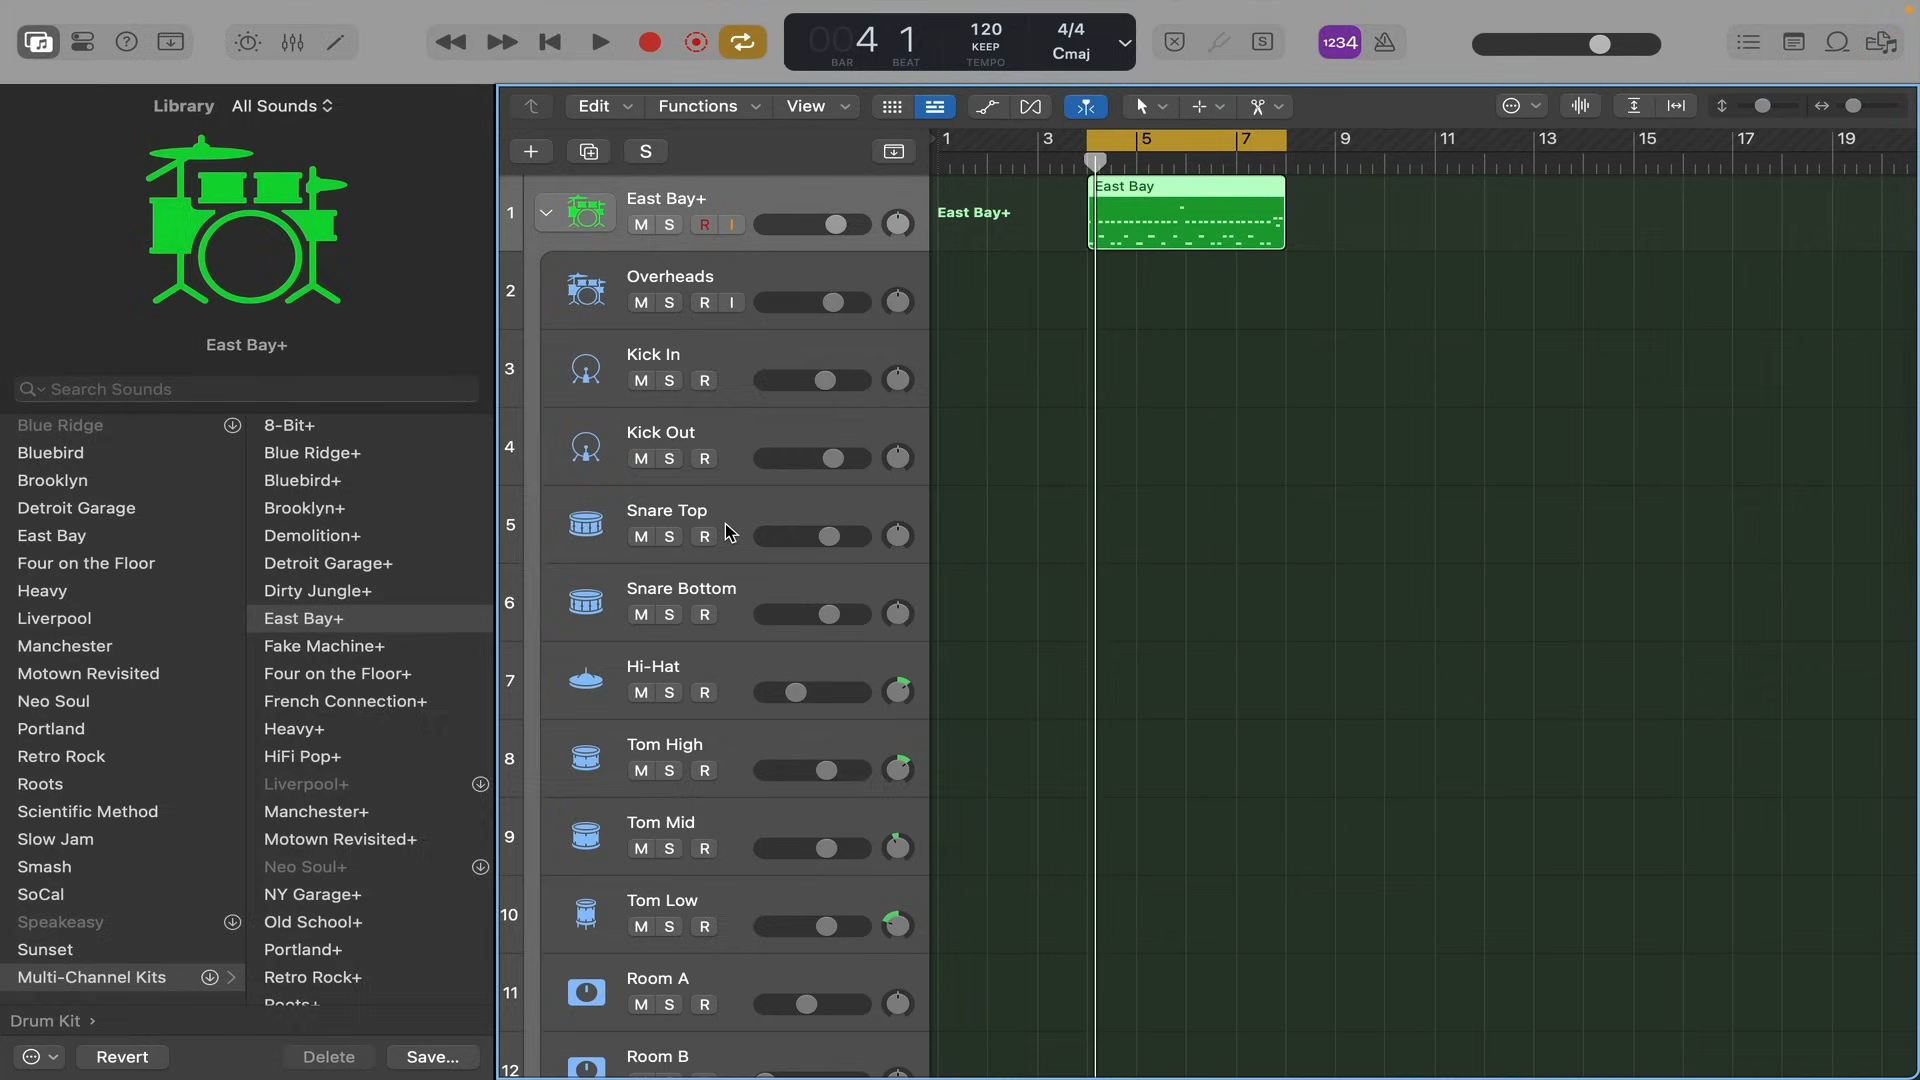 004 1
BAR BEAT
120
KEEP
TEMPO
4/4
Cmaj
S
1234
Library All Sounds
East Bay+
Search Sounds
Blue Ridge
Bluebird
Brooklyn
Detroit Garage
East Bay
Four on the Floor
Heavy
Liverpool
Manchester
Motown Revisited
Neo Soul
Portland
Retro Rock
Roots
Scientific Method
Slow Jam
Smash
SoCal
Speakeasy
Sunset
Multi-Channel Kits
8-Bit+
Blue Ridge+
Bluebird+
Brooklyn+
Demolition+
Detroit Garage+
Dirty Jungle+
East Bay+
Fake Machine+
Four on the Floor+
French Connection+
Heavy+
HiFi Pop+
Liverpool+
Manchester+
Motown Revisited+
Neo Soul+
NY Garage+
Old School+
Portland+
Retro Rock+
Roots+
Drum Kit
Revert Delete Save...
Edit Functions View
S
1 3 5 7 9 11 13 15 17 19
1 East Bay+
M S R I
2 Overheads
M S R I
3 Kick In
M S R
4 Kick Out
M S R
5 Snare Top
M S R
6 Snare Bottom
M S R
7 Hi-Hat
M S R
8 Tom High
M S R
9 Tom Mid
M S R
10 Tom Low
M S R
11 Room A
M S R
12 Room B
East Bay+
East Bay